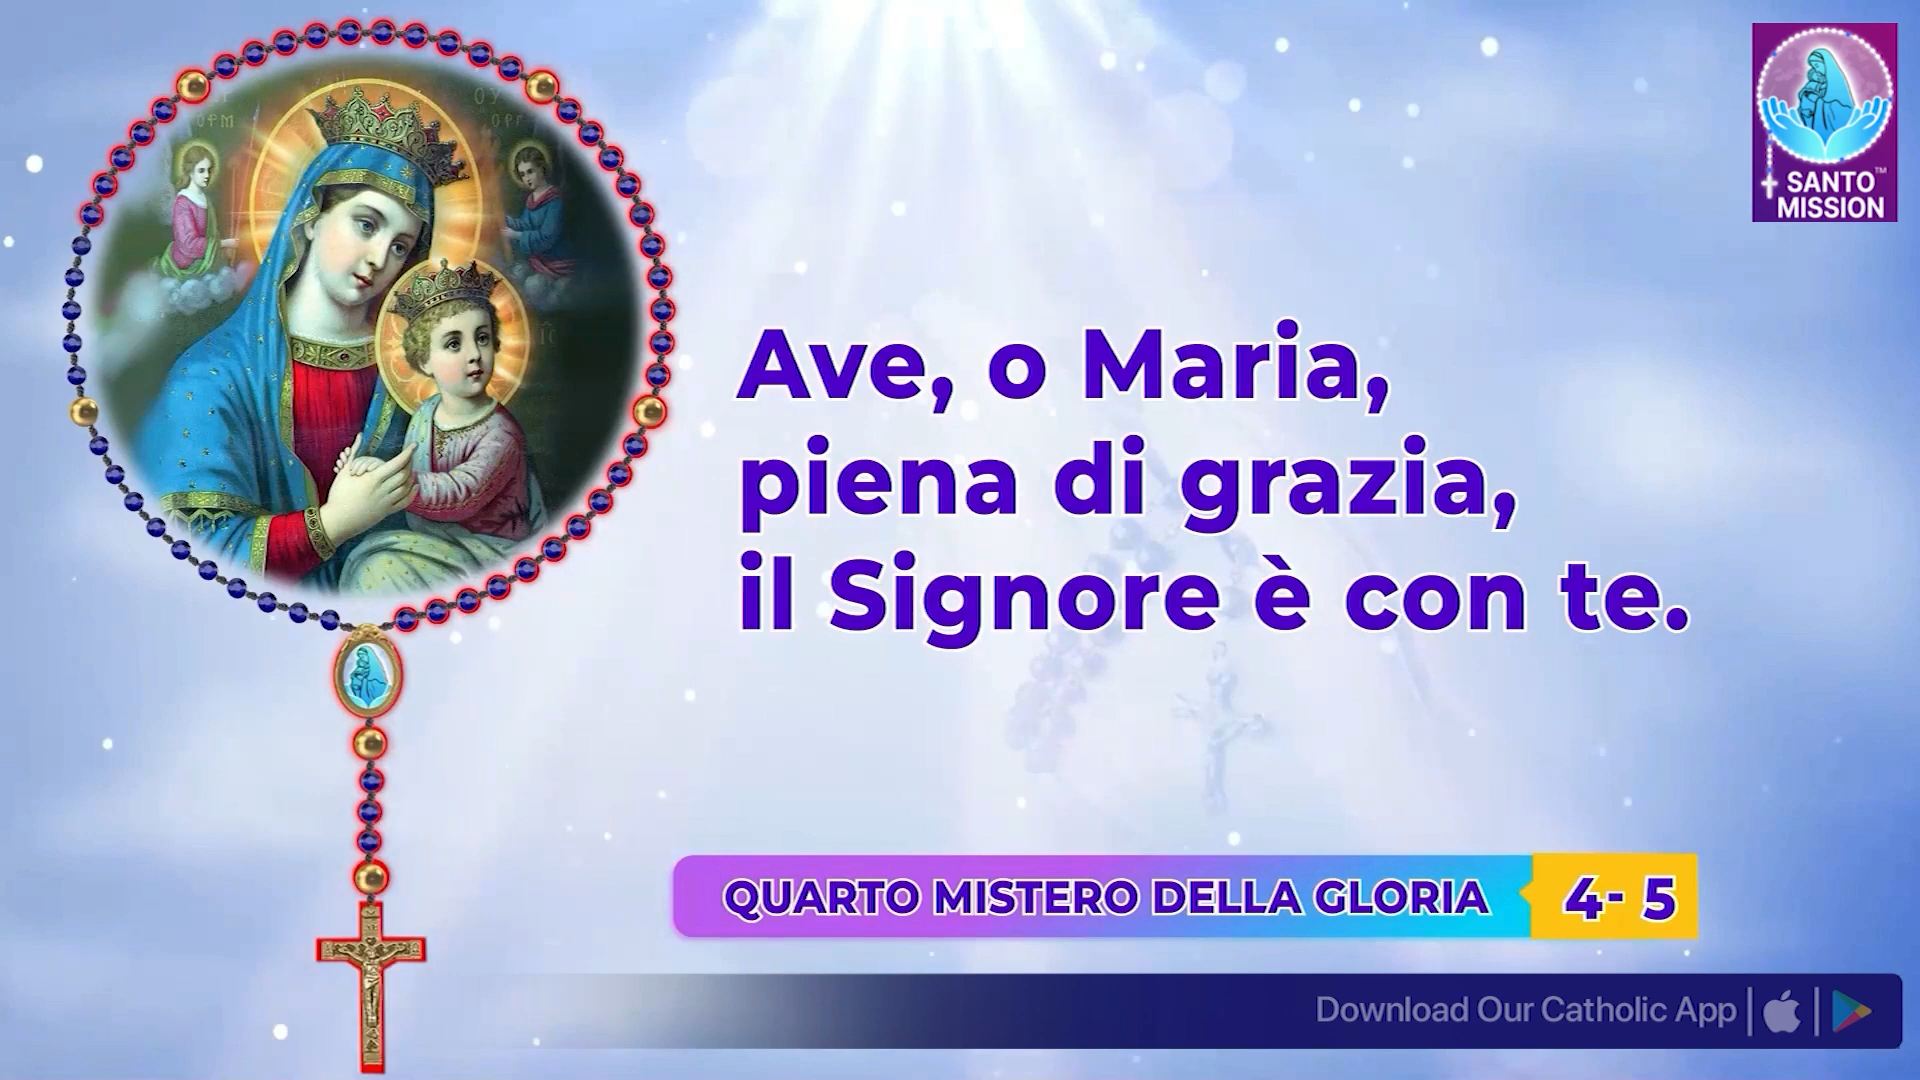 SANTO™
MISSION
Ave, o Maria,
piena di grazia,
il Signore è con te.
QUARTO MISTERO DELLA GLORIA
4- 5
Download Our Catholic App